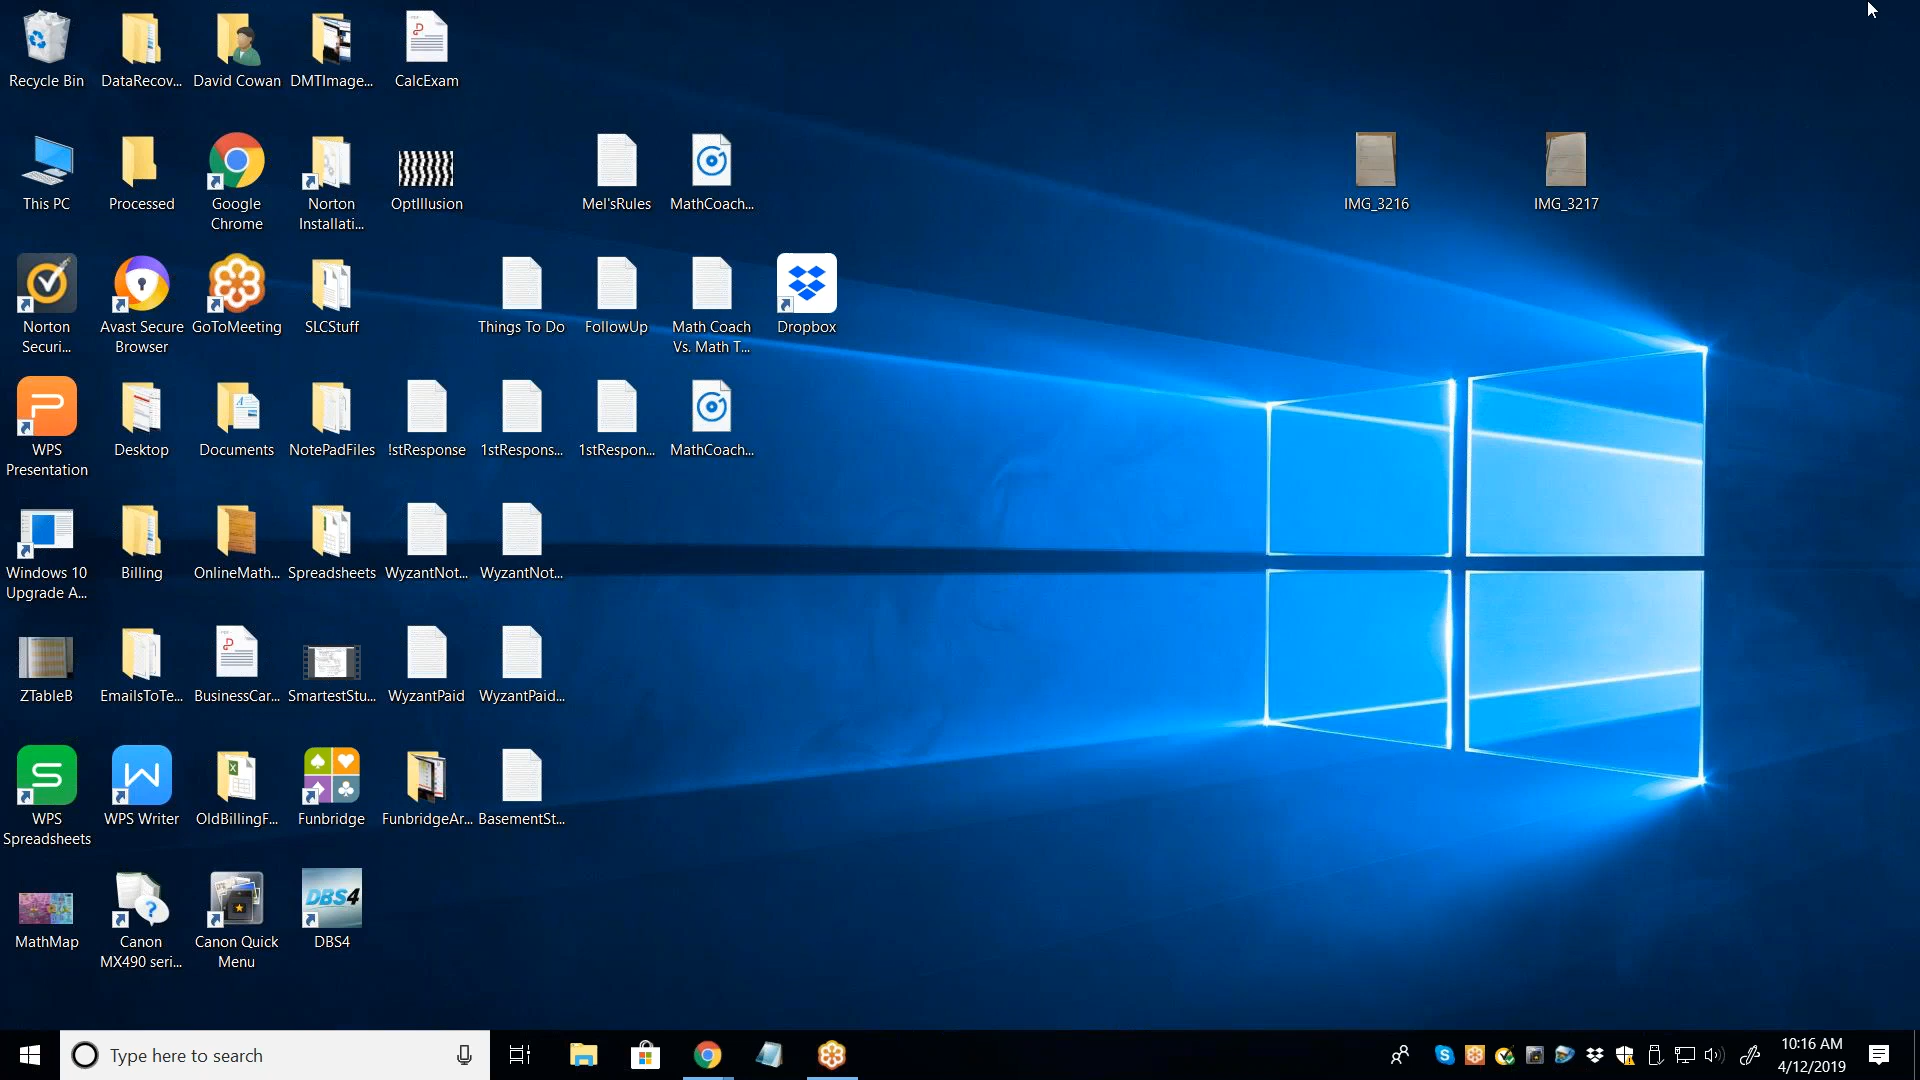 Recycle Bin
DataRecov...
David Cowan
DMTImage...
CalcExam
This PC
Processed
Google
Chrome
Norton
Installati...
OptIllusion
Mel'sRules
MathCoach...
IMG_3216
IMG_3217
Norton
Securi...
Avast Secure
Browser
GoToMeeting
SLCStuff
Things To Do
FollowUp
Math Coach
Vs. Math T...
Dropbox
WPS
Presentation
Desktop
Documents
NotePadFiles
!stResponse
1stRespons...
1stRespon...
MathCoach...
Windows 10
Upgrade A...
Billing
OnlineMath...
Spreadsheets
WyzantNot...
WyzantNot...
ZTableB
EmailsToTe...
BusinessCar...
SmartestStu...
WyzantPaid
WyzantPaid...
WPS
Spreadsheets
WPS Writer
OldBillingF...
Funbridge
FunbridgeAr...
BasementSt...
MathMap
Canon
MX490 seri...
Canon Quick
Menu
DBS4
DBS4
Type here to search
10:16 AM
4/12/2019